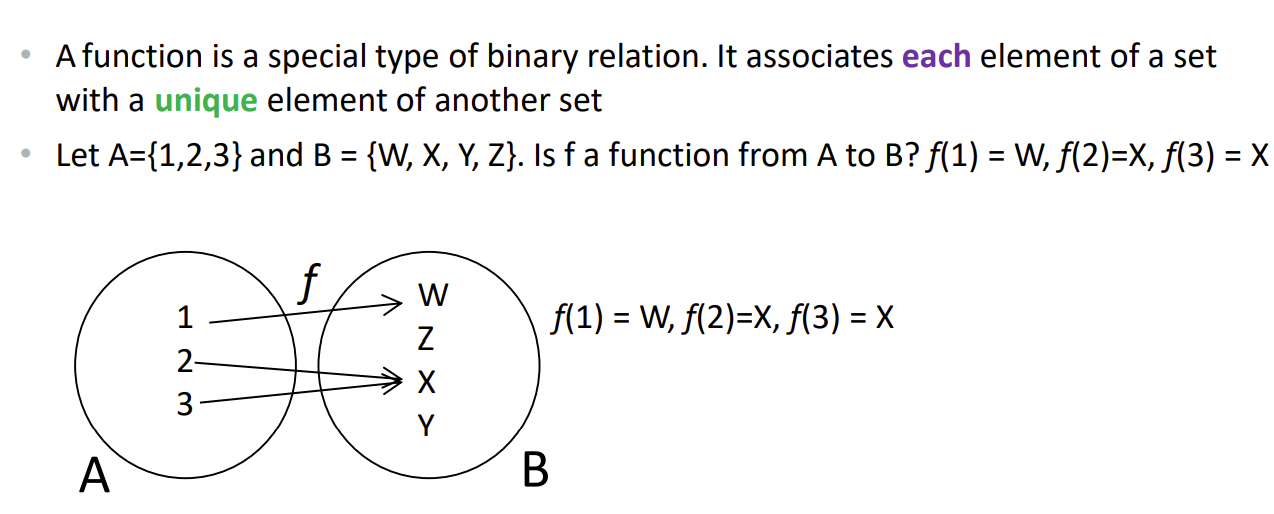 • A function is a special type of binary relation. It associates each element of a set
with a unique element of another set
• Let A={1,2,3} and B = {W, X, Y, Z}. Is f a function from A to B? f(1) = W, f(2)=X, f(3) = X
f
1
2
3
W
Z
X
Y
f(1) = W, f(2)=X, f(3) = X
A
B